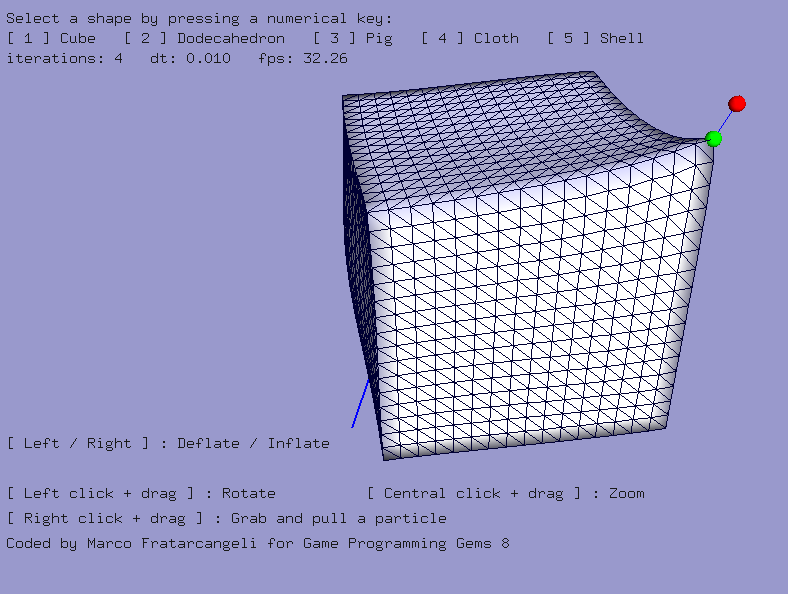 Select a shape by pressing a numerical key:
[ 1 ] Cube [ 2 ] Dodecahedron [ 3 ] Pig [ 4 ] Cloth [ 5 ] Shell
iterations: 4 dt: 0.010 fps: 32.26
[ Left / Right ] : Deflate / Inflate
[ Left click + drag ] : Rotate [ Central click + drag ] : Zoom
[ Right click + drag ] : Grab and pull a particle
Coded by Marco Fratarcangeli for Game Programming Gems 8